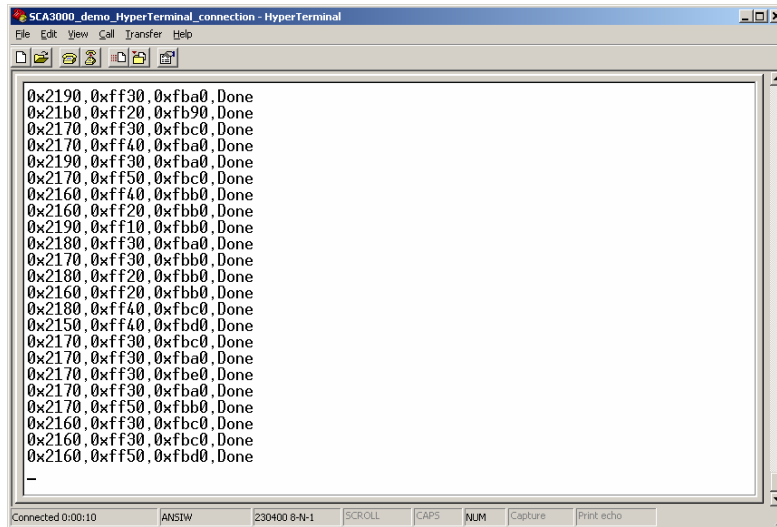 SCA3000_demo_HyperTerminal_connection - HyperTerminal
File Edit View Call Transfer Help
0x2190,0xff30,0xfba0,Done
0x21b0,0xff20,0xfb90,Done
0x2170,0xff30,0xfbc0,Done
0x2170,0xff40,0xfba0,Done
0x2190,0xff30,0xfba0,Done
0x2170,0xff50,0xfbc0,Done
0x2160,0xff40,0xfbb0,Done
0x2160,0xff20,0xfbb0,Done
0x2190,0xff10,0xfbb0,Done
0x2180,0xff30,0xfba0,Done
0x2170,0xff30,0xfbb0,Done
0x2180,0xff20,0xfbb0,Done
0x2160,0xff20,0xfbb0,Done
0x2180,0xff40,0xfbc0,Done
0x2150,0xff40,0xfbd0,Done
0x2170,0xff30,0xfbc0,Done
0x2170,0xff30,0xfba0,Done
0x2170,0xff30,0xfbe0,Done
0x2170,0xff30,0xfba0,Done
0x2170,0xff50,0xfbb0,Done
0x2160,0xff30,0xfbc0,Done
0x2160,0xff30,0xfbc0,Done
0x2160,0xff50,0xfbd0,Done
_
Connected 0:00:10 ANSIW 230400 8-N-1 SCROLL CAPS NUM Capture Print echo